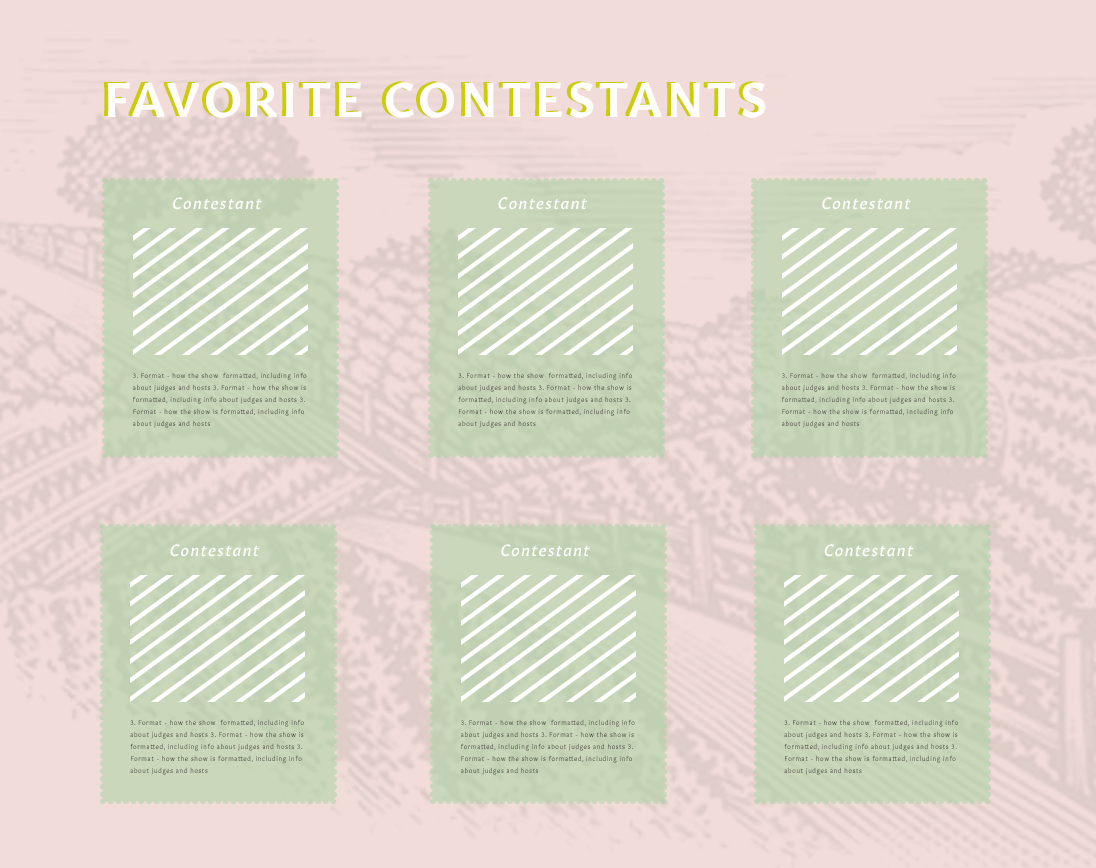 FAVORITE CONTESTANTS
Contestant
3. Format - how the show formatted, including info
about judges and hosts 3. Format - how the show is
formatted, including info about judges and hosts 3.
Format - how the show is formatted, including info
about judges and hosts
Contestant
3. Format - how the show formatted, including info
about judges and hosts 3. Format - how the show is
formatted, including info about judges and hosts 3.
Format - how the show is formatted, including info
about judges and hosts
Contestant
3. Format - how the show formatted, including info
about judges and hosts 3. Format - how the show is
formatted, including info about judges and hosts 3.
Format - how the show is formatted, including info
about judges and hosts
Contestant
3. Format - how the show formatted, including info
about judges and hosts 3. Format - how the show is
formatted, including info about judges and hosts 3.
Format - how the show is formatted, including info
about judges and hosts
Contestant
3. Format - how the show formatted, including info
about judges and hosts 3. Format - how the show is
formatted, including info about judges and hosts 3.
Format - how the show is formatted, including info
about judges and hosts
Contestant
3. Format - how the show formatted, including info
about judges and hosts 3. Format - how the show is
formatted, including info about judges and hosts 3.
Format - how the show is formatted, including info
about judges and hosts